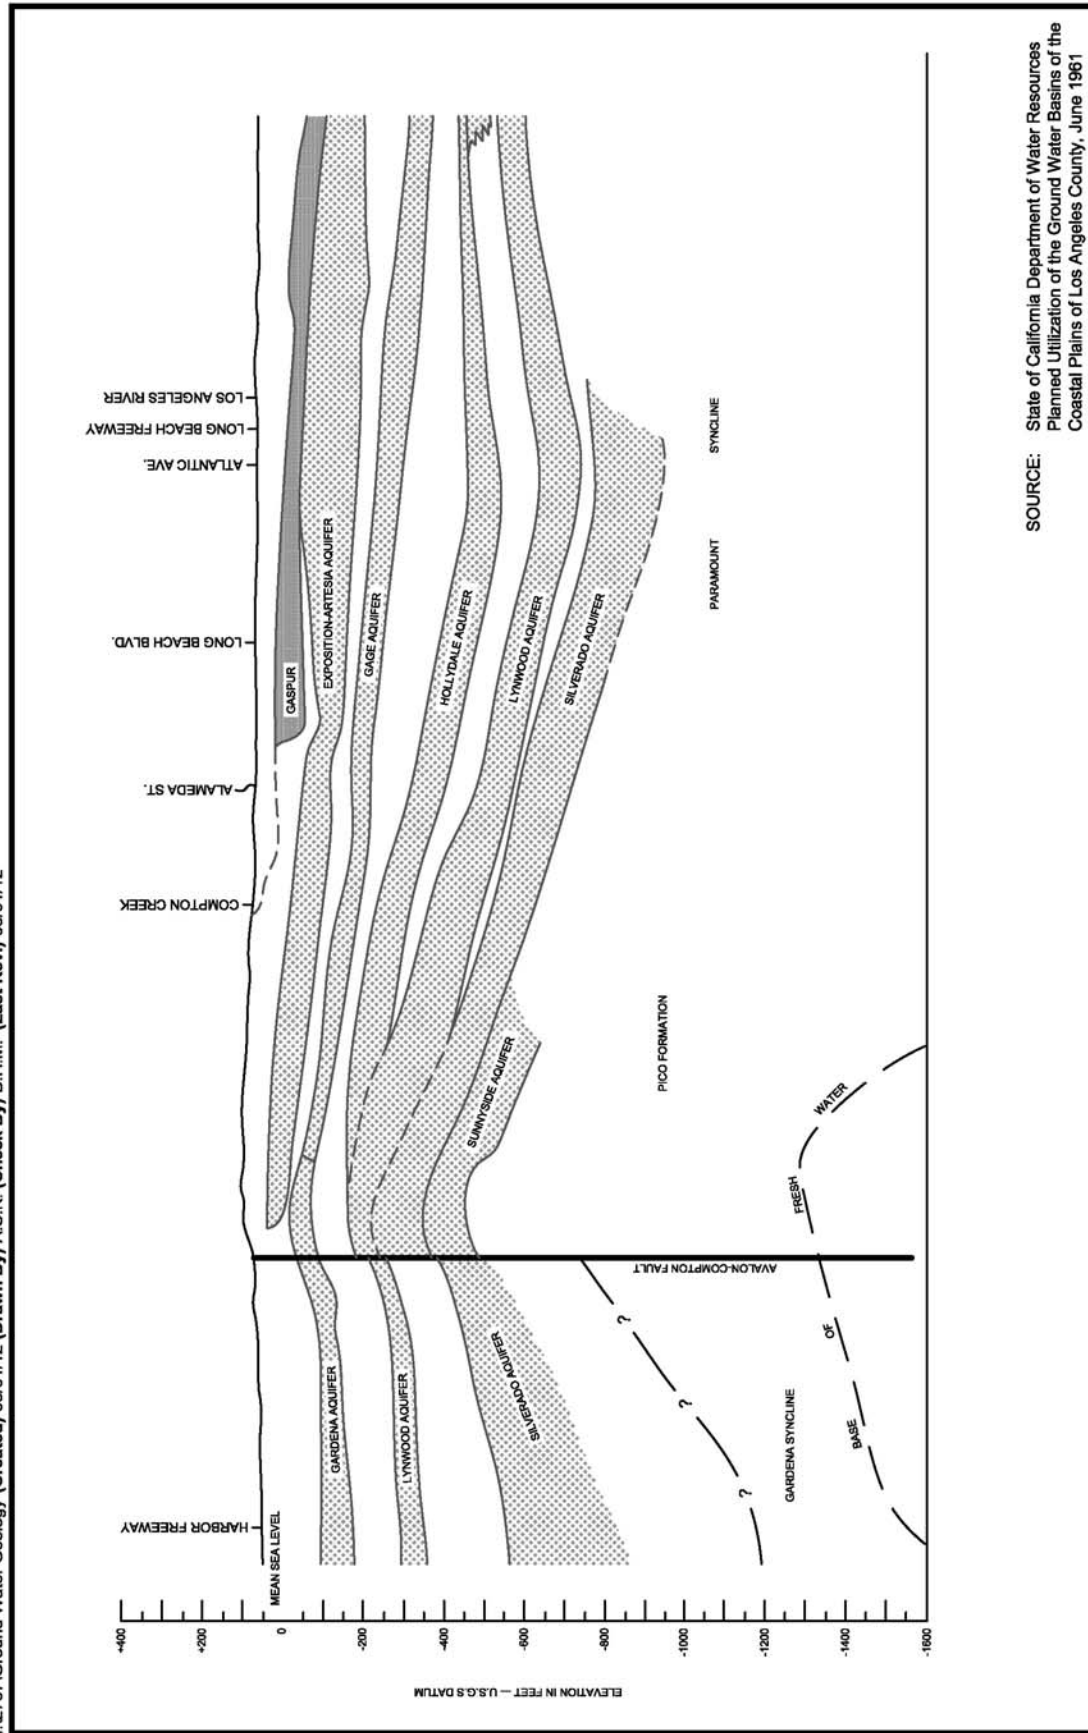 HARBOR FREEWAY
COMPTON CREEK
ALAMEDA ST.
LONG BEACH BLVD.
ATLANTIC AVE.
LONG BEACH FREEWAY
LOS ANGELES RIVER
+400
+200
0
-200
-400
-600
-800
-1000
-1200
-1400
-1600
ELEVATION IN FEET — U.S.G.S DATUM
MEAN SEA LEVEL
GARDENA AQUIFER
LYNWOOD AQUIFER
SILVERADO AQUIFER
?
?
?
GARDENA SYNCLINE
BASE
OF
FRESH
WATER
AVALON-COMPTON FAULT
SUNNYSIDE AQUIFER
PICO FORMATION
GASPUR
EXPOSITION-ARTESIA AQUIFER
GAGE AQUIFER
HOLLYDALE AQUIFER
LYNWOOD AQUIFER
SILVERADO AQUIFER
PARAMOUNT
SYNCLINE
SOURCE:
State of California Department of Water Resources
Planned Utilization of the Ground Water Basins of the
Coastal Plains of Los Angeles County, June 1961